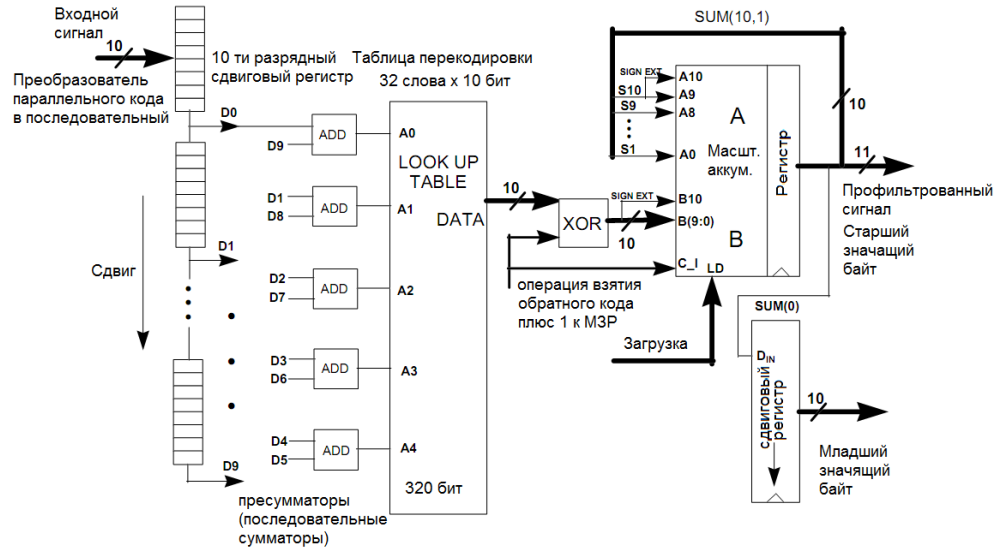 Входной
сигнал
10
Преобразователь
параллельного кода
в последовательный
10 ти разрядный
сдвиговый регистр
Таблица перекодировки
32 слова x 10 бит
SUM(10,1)
D0
D9
ADD
A0
LOOK UP
TABLE
DATA
D1
D8
ADD
A1
D1
Сдвиг
D2
D7
ADD
A2
D3
D6
ADD
A3
D4
D5
ADD
A4
D9
320 бит
пресумматоры
(последовательные
сумматоры)
10
XOR
SIGN EXT
10
операция взятия
обратного кода
плюс 1 к МЗР
Загрузка
SIGN EXT
S10
S9
S1
A10
A9
A8
A0
A
Масшт.
аккум.
B10
B(9:0)
B
C_I
LD
Регистр
10
11
Профильтрованный
сигнал
Старший
значащий
байт
SUM(0)
DIN
сдвиговый
регистр
10
Младший
значящий
байт